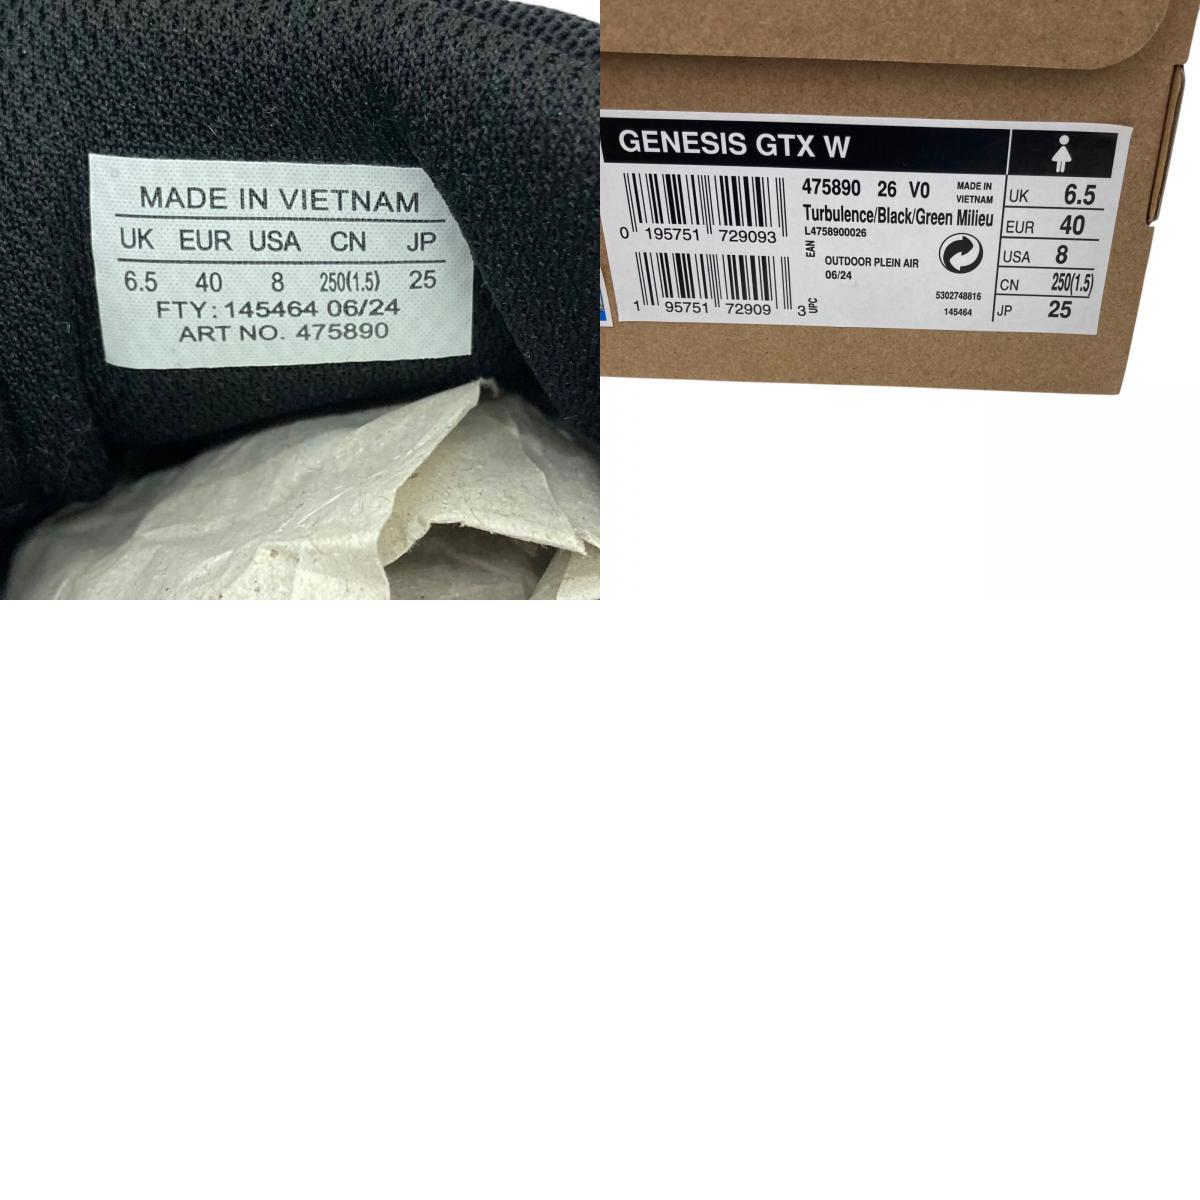 MADE IN VIETNAM
UK EUR USA CN JP
6.5 40 8 250(1.5) 25
FTY: 145464 06/24
ART NO. 475890
GENESIS GTX W
475890 26 V0
MADE IN
VIETNAM
Turbulence/Black/Green Milieu
L4758900026
0 195751 729093
EAN
OUTDOOR PLEIN AIR
06/24
1 95751 72909 3
UPC
5302748816
145464
UK 6.5
EUR 40
USA 8
CN 250(1.5)
JP 25